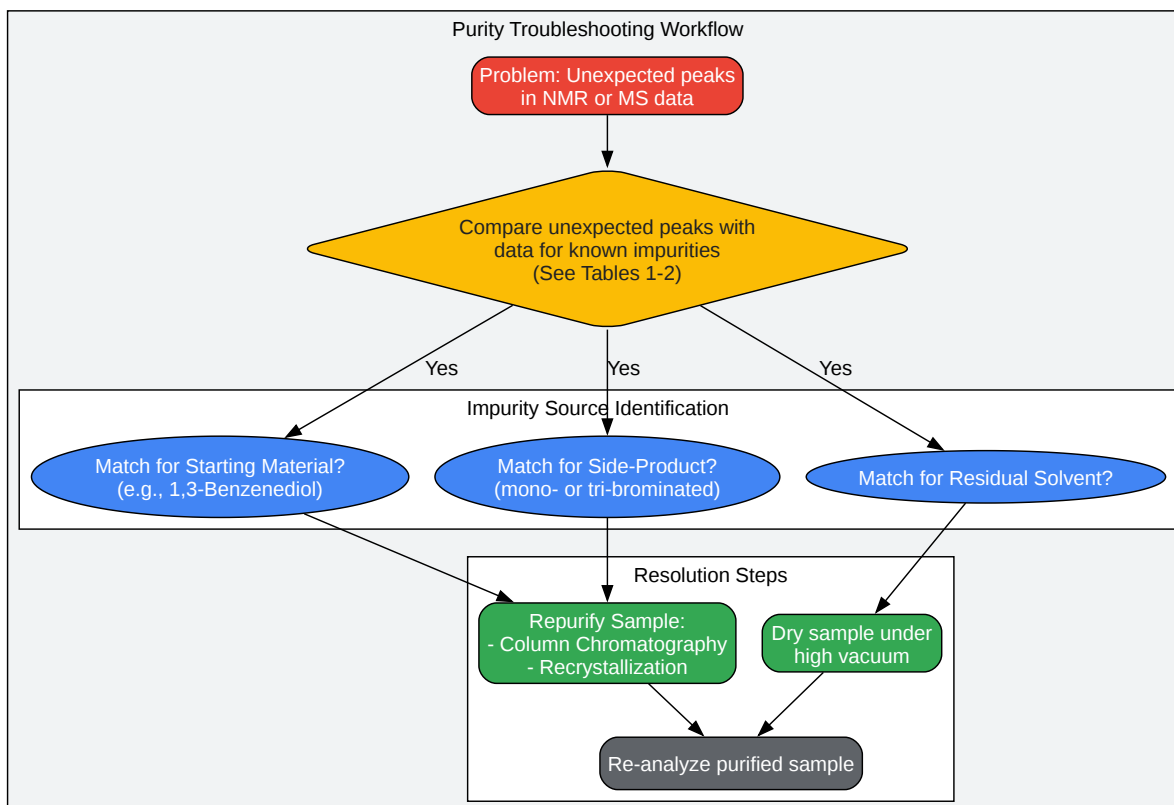 Purity Troubleshooting Workflow
Problem: Unexpected peaks
in NMR or MS data
Compare unexpected peaks with
data for known impurities
(See Tables 1-2)
Yes
Yes
Yes
Impurity Source Identification
Match for Starting Material?
(e.g., 1,3-Benzenediol)
Match for Side-Product?
(mono- or tri-brominated)
Match for Residual Solvent?
Resolution Steps
Repurify Sample:
- Column Chromatography
- Recrystallization
Dry sample under
high vacuum
Re-analyze purified sample